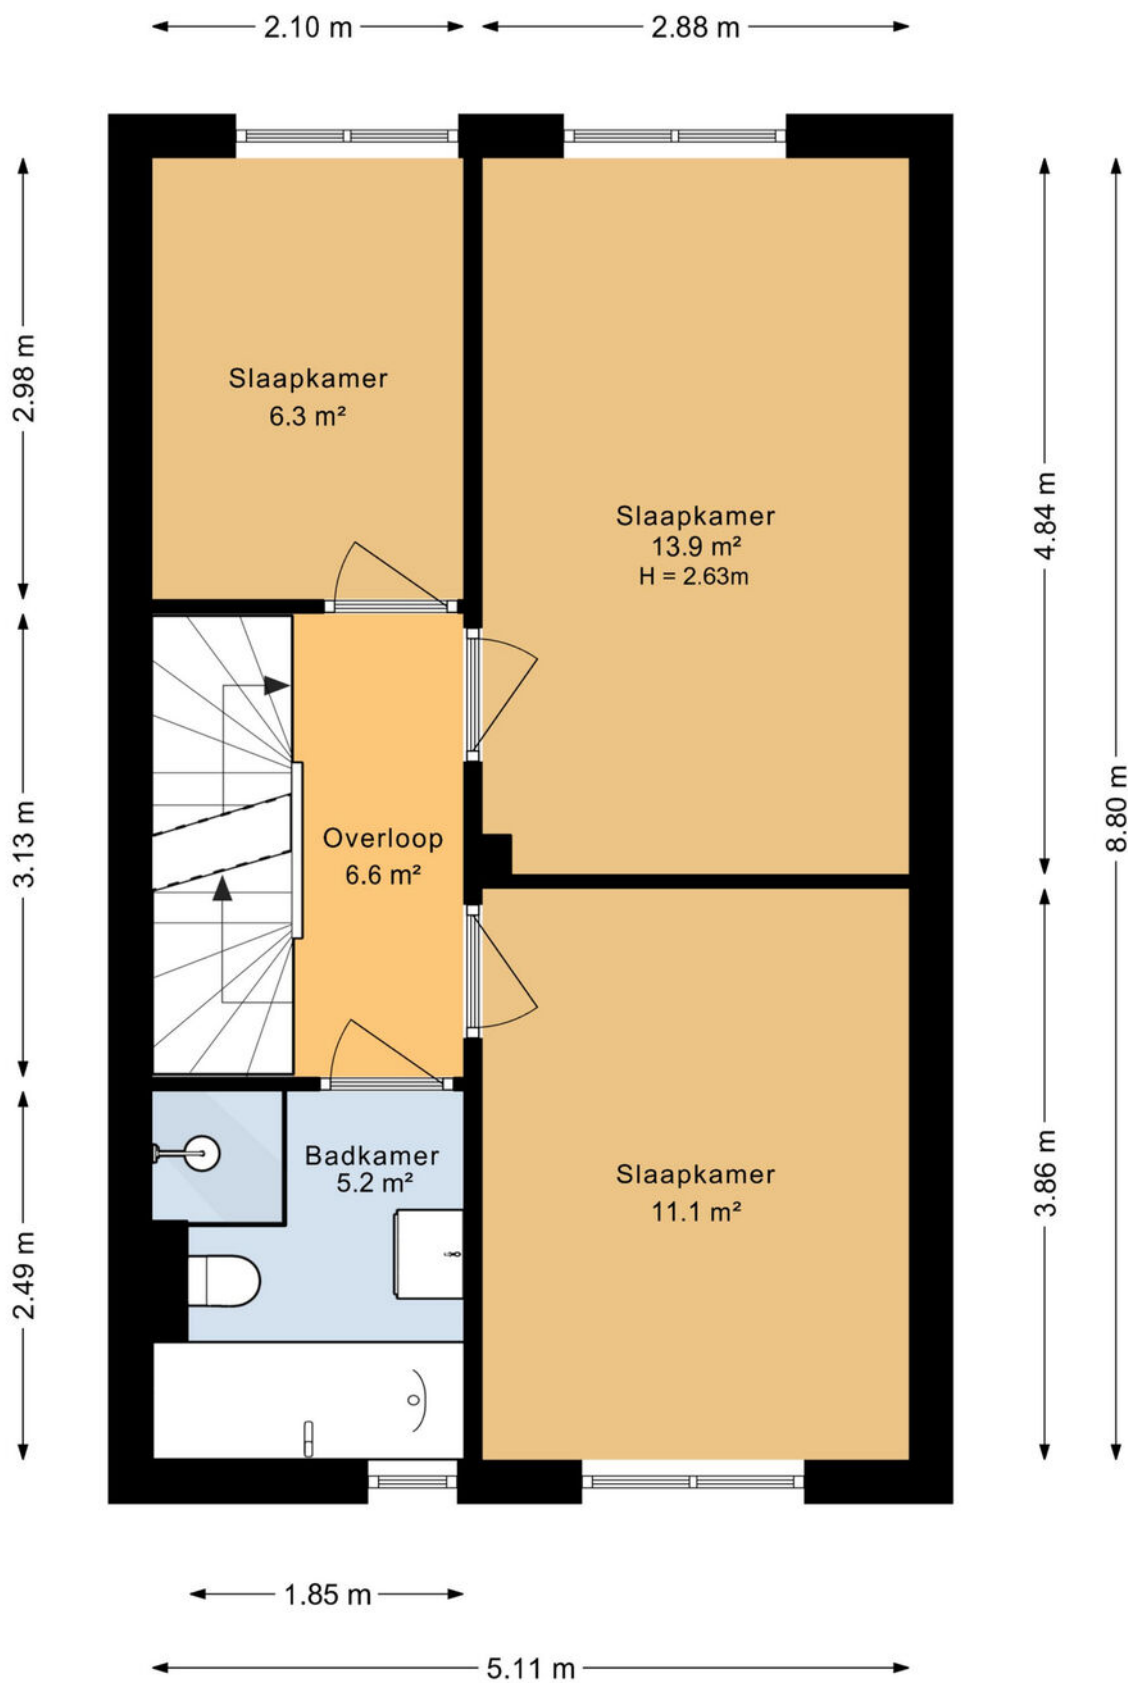 2.10 m
2.88 m
2.98 m
Slaapkamer
6.3 m²
Slaapkamer
13.9 m²
H = 2.63m
4.84 m
8.80 m
3.13 m
Overloop
6.6 m²
Badkamer
5.2 m²
Slaapkamer
11.1 m²
3.86 m
2.49 m
1.85 m
5.11 m